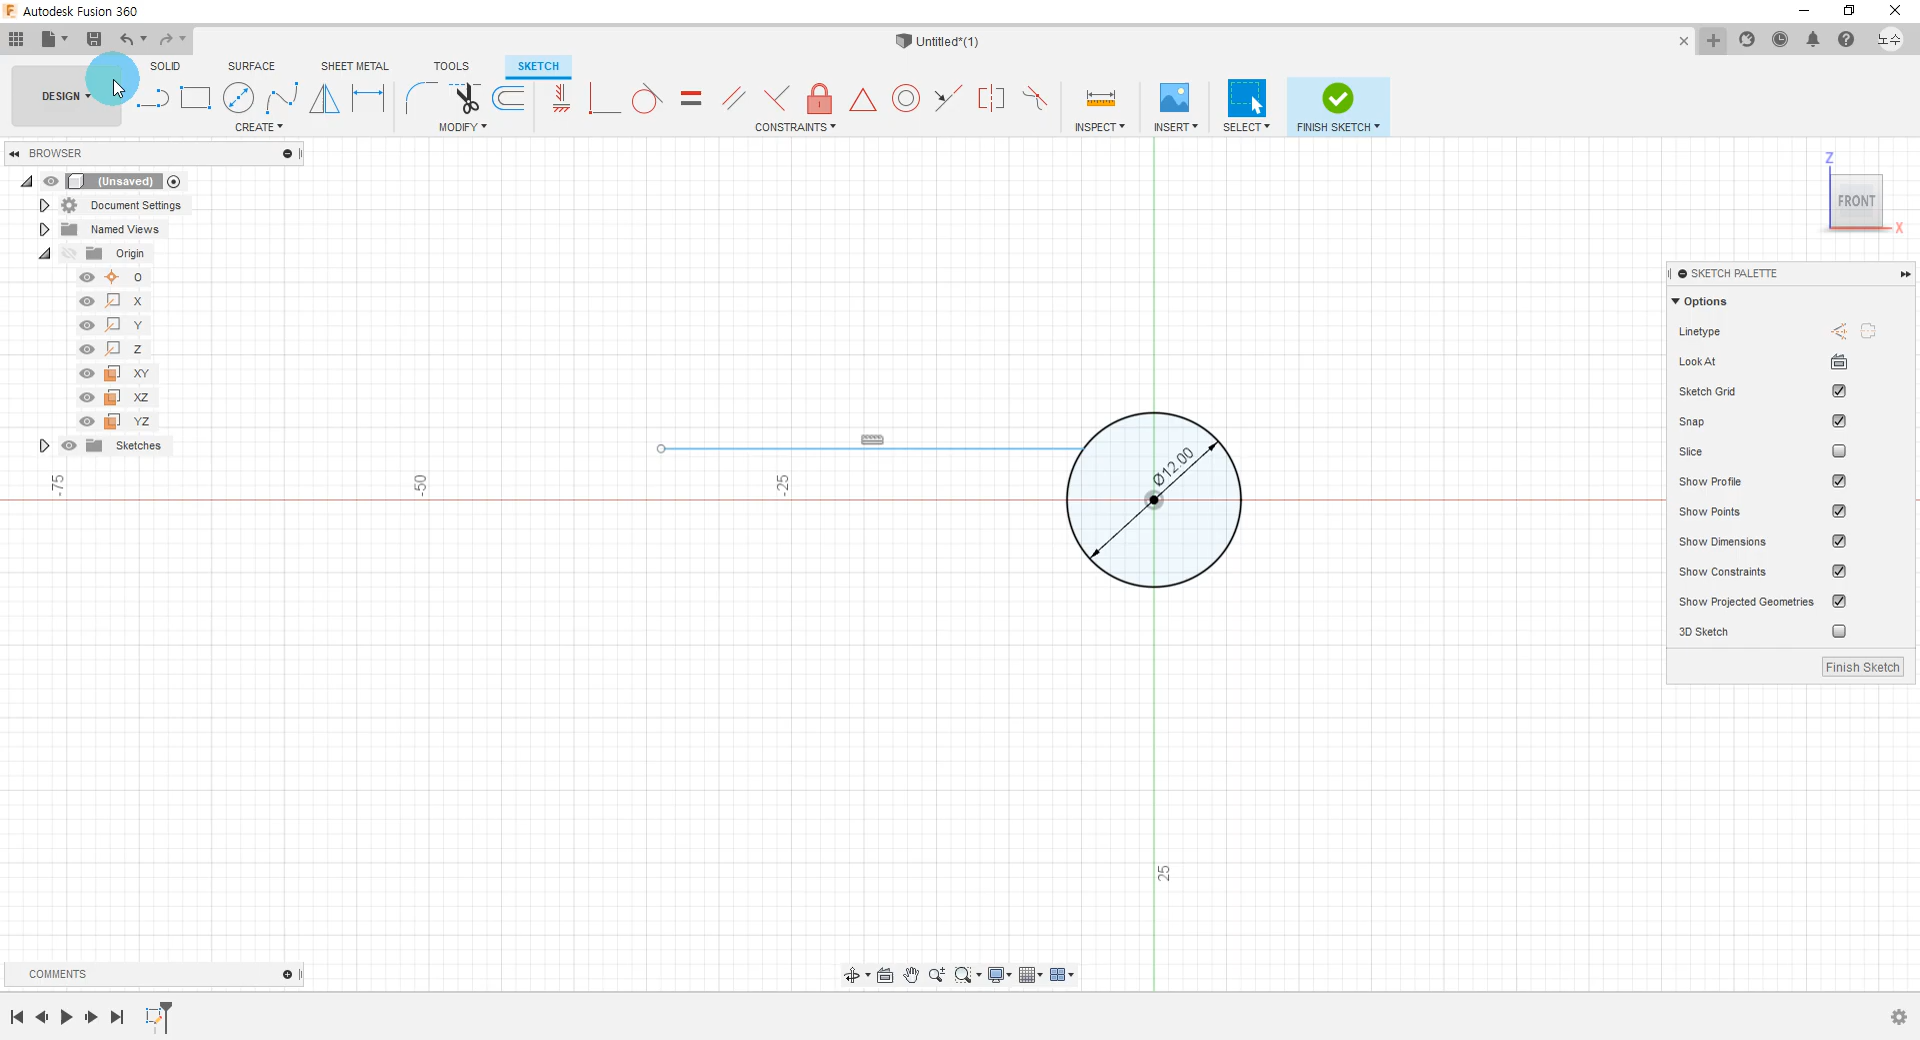 Autodesk Fusion 360
Untitled*(1)
노수
DESIGN
SOLID
SURFACE
SHEET METAL
TOOLS
SKETCH
CREATE
MODIFY
CONSTRAINTS
INSPECT
INSERT
SELECT
FINISH SKETCH
BROWSER
(Unsaved)
Document Settings
Named Views
Origin
O
X
Y
Z
XY
XZ
YZ
Sketches
-75
-50
-25
Ø12.00
25
Z
FRONT
X
SKETCH PALETTE
Options
Linetype
Look At
Sketch Grid
Snap
Slice
Show Profile
Show Points
Show Dimensions
Show Constraints
Show Projected Geometries
3D Sketch
Finish Sketch
COMMENTS